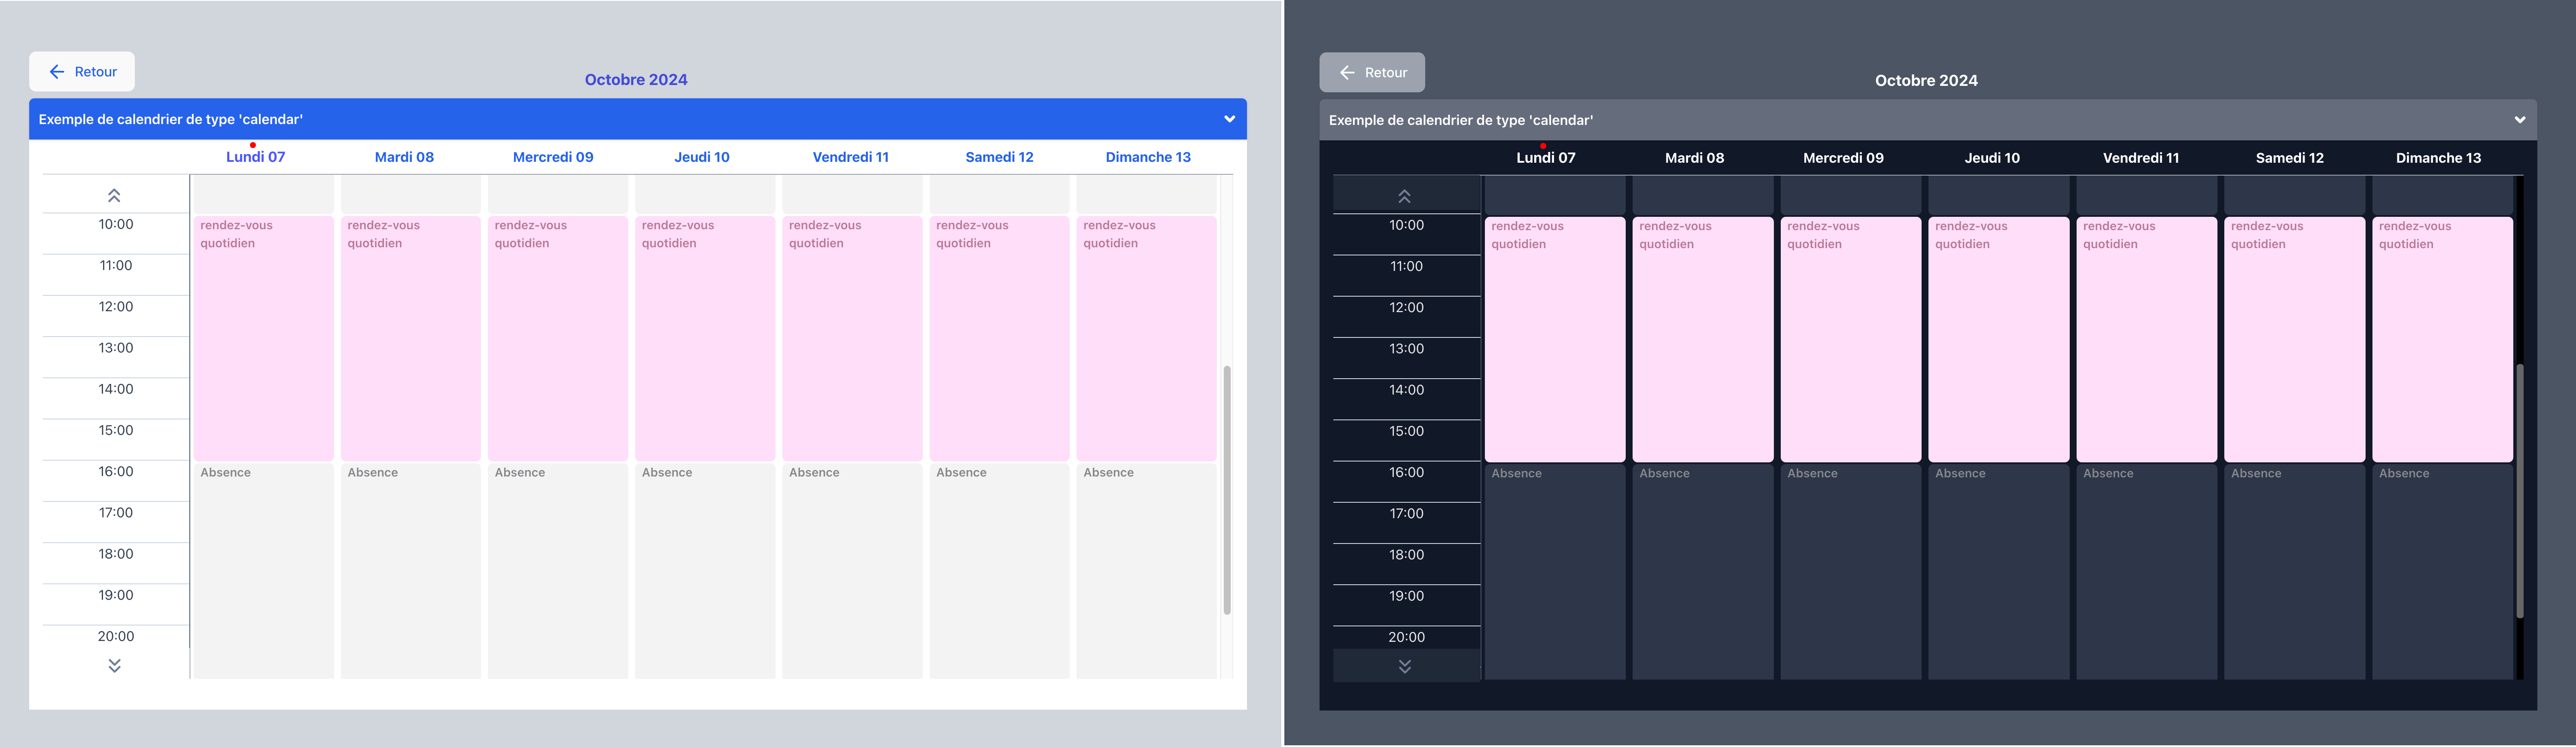 Retour
Octobre 2024
Exemple de calendrier de type 'calendar'
Lundi 07 Mardi 08 Mercredi 09 Jeudi 10 Vendredi 11 Samedi 12 Dimanche 13
10:00 rendez-vous rendez-vous rendez-vous rendez-vous rendez-vous rendez-vous rendez-vous
quotidien quotidien quotidien quotidien quotidien quotidien quotidien
11:00
12:00
13:00
14:00
15:00
16:00 Absence Absence Absence Absence Absence Absence Absence
17:00
18:00
19:00
20:00
Retour
Octobre 2024
Exemple de calendrier de type 'calendar'
Lundi 07 Mardi 08 Mercredi 09 Jeudi 10 Vendredi 11 Samedi 12 Dimanche 13
10:00 rendez-vous rendez-vous rendez-vous rendez-vous rendez-vous rendez-vous rendez-vous
quotidien quotidien quotidien quotidien quotidien quotidien quotidien
11:00
12:00
13:00
14:00
15:00
16:00 Absence Absence Absence Absence Absence Absence Absence
17:00
18:00
19:00
20:00